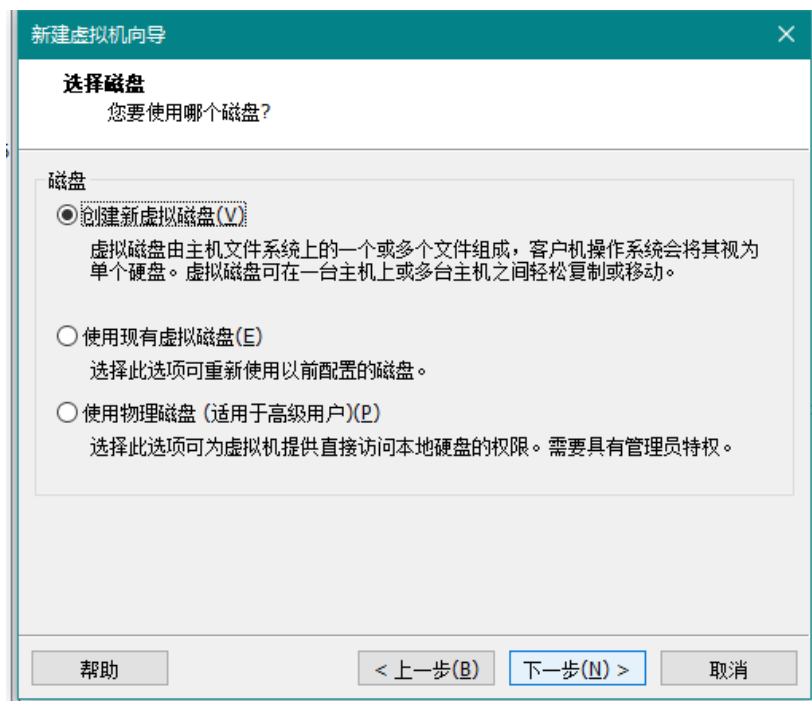 新建虚拟机向导
选择磁盘
您要使用哪个磁盘?
磁盘
创建新虚拟磁盘(V)
虚拟磁盘由主机文件系统上的一个或多个文件组成，客户机操作系统会将其视为
单个硬盘。虚拟磁盘可在一台主机上或多台主机之间轻松复制或移动。
使用现有虚拟磁盘(E)
选择此选项可重新使用以前配置的磁盘。
使用物理磁盘 (适用于高级用户)(P)
选择此选项可为虚拟机提供直接访问本地硬盘的权限。需要具有管理员特权。
帮助
< 上一步(B)
下一步(N) >
取消